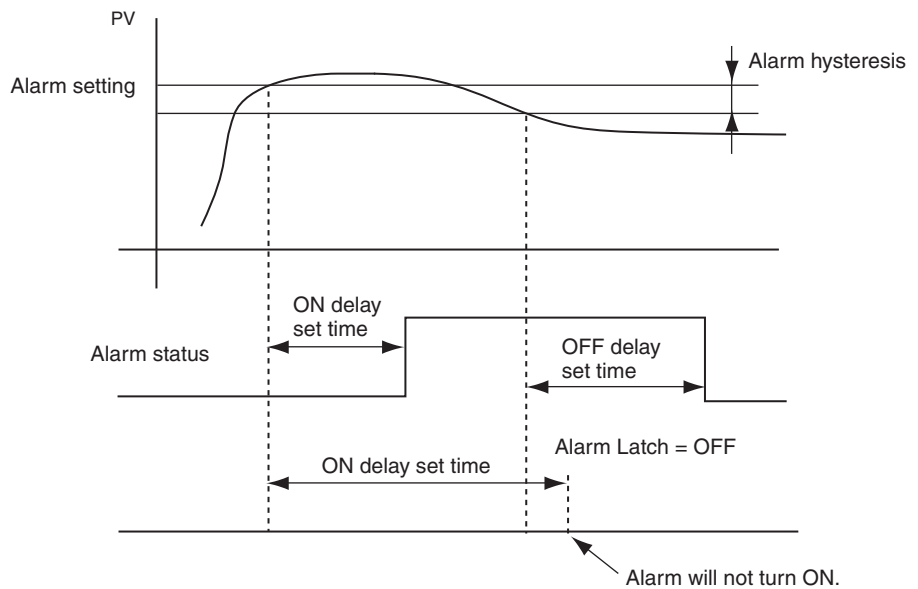 PV
Alarm setting
Alarm hysteresis
ON delay
set time
Alarm status
OFF delay
set time
Alarm Latch = OFF
ON delay set time
Alarm will not turn ON.